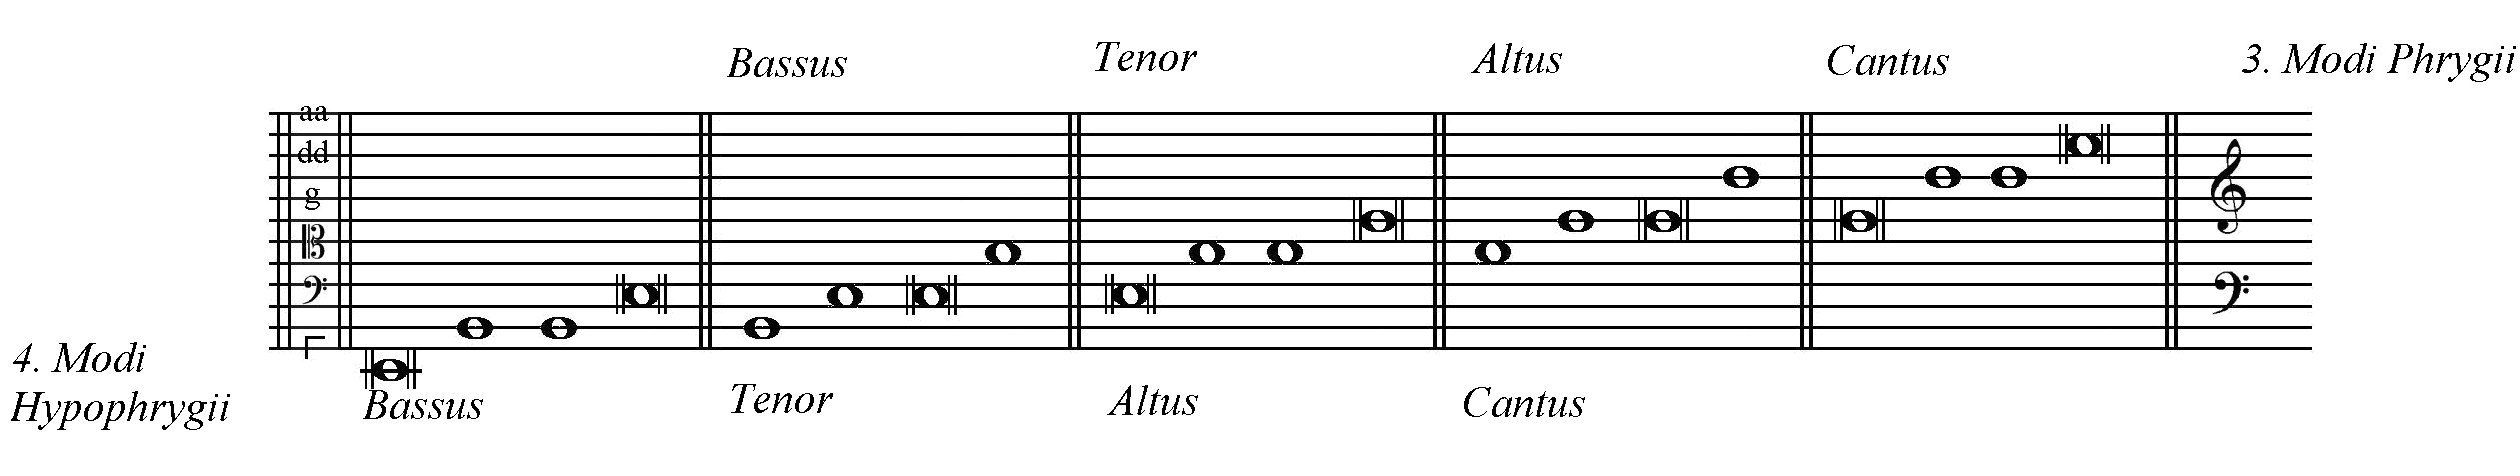 Bassus Tenor Altus Cantus 3. Modi Phrygii
aa
dd
g
Γ
4. Modi
Hypophrygii
Bassus Tenor Altus Cantus